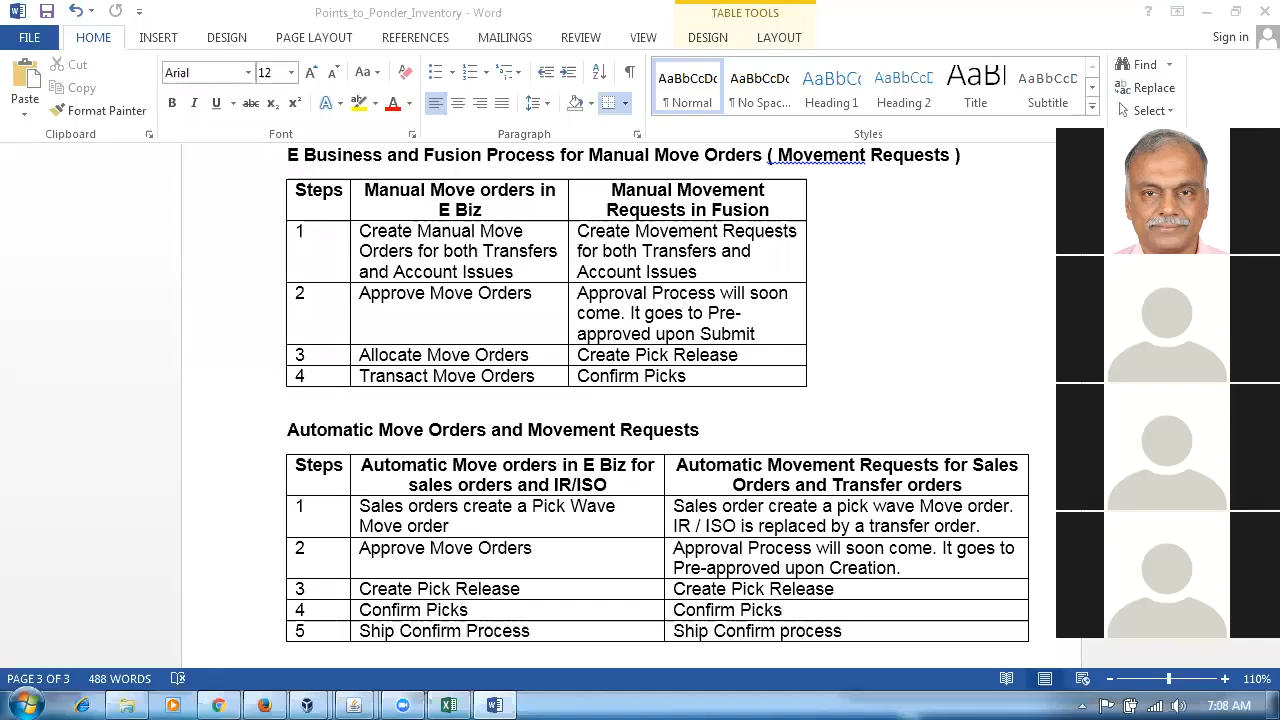 Points_to_Ponder_Inventory - Word
TABLE TOOLS
FILE HOME INSERT DESIGN PAGE LAYOUT REFERENCES MAILINGS REVIEW VIEW DESIGN LAYOUT Sign in
Paste
Cut
Copy
Format Painter
Clipboard
Arial 12
Font
Paragraph
AaBbCcDc AaBbCcDc AaBbCc AaBbCcD AaBl AaBbCcD
¶ Normal ¶ No Spac... Heading 1 Heading 2 Title Subtitle
Styles
Find
Replace
Select
E Business and Fusion Process for Manual Move Orders ( Movement Requests )
Steps Manual Move orders in Manual Movement
E Biz Requests in Fusion
1 Create Manual Move Create Movement Requests
Orders for both Transfers for both Transfers and
and Account Issues Account Issues
2 Approve Move Orders Approval Process will soon
come. It goes to Pre-
approved upon Submit
3 Allocate Move Orders Create Pick Release
4 Transact Move Orders Confirm Picks
Automatic Move Orders and Movement Requests
Steps Automatic Move orders in E Biz for Automatic Movement Requests for Sales
sales orders and IR/ISO Orders and Transfer orders
1 Sales orders create a Pick Wave Sales order create a pick wave Move order.
Move order IR / ISO is replaced by a transfer order.
2 Approve Move Orders Approval Process will soon come. It goes to
Pre-approved upon Creation.
3 Create Pick Release Create Pick Release
4 Confirm Picks Confirm Picks
5 Ship Confirm Process Ship Confirm process
PAGE 3 OF 3 488 WORDS 110%
7:08 AM